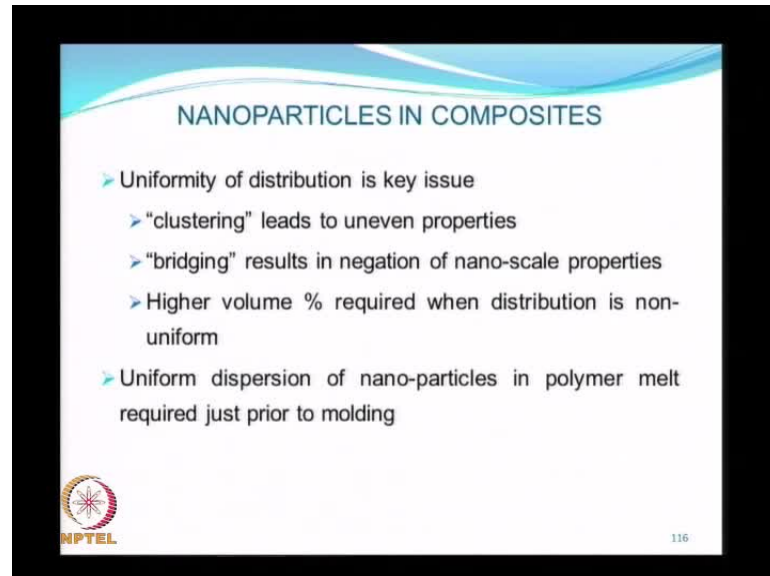 NANOPARTICLES IN COMPOSITES
➢ Uniformity of distribution is key issue
➢ “clustering” leads to uneven properties
➢ “bridging” results in negation of nano-scale properties
➢ Higher volume % required when distribution is non-
uniform
➢ Uniform dispersion of nano-particles in polymer melt
required just prior to molding
NPTEL
116